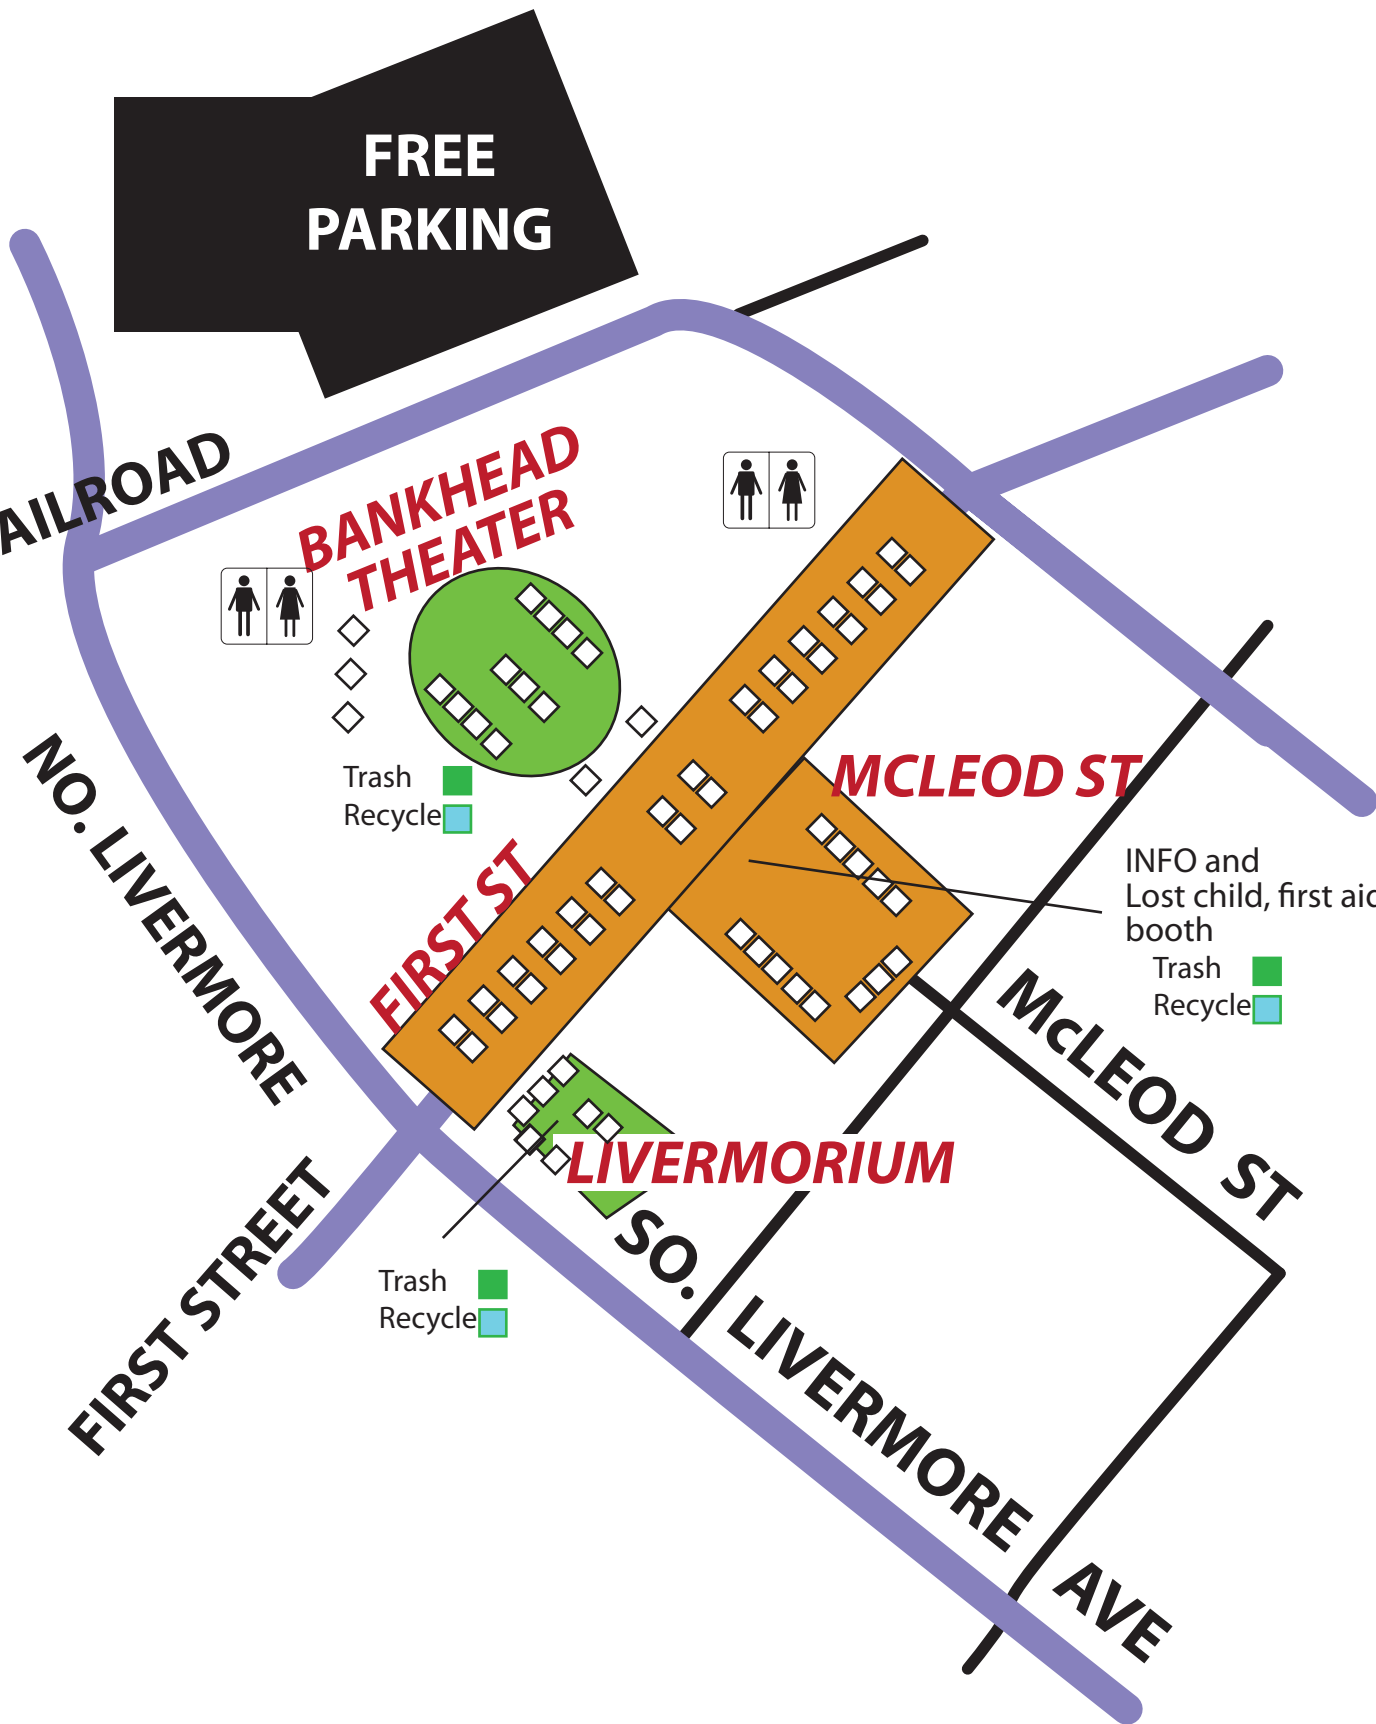 FREE
PARKING
AILROAD
BANKHEAD
THEATER
NO. LIVERMORE
Trash
Recycle
FIRST ST
MCLEOD ST
INFO and
Lost child, first aid
booth
Trash
Recycle
McLEOD ST
LIVERMORIUM
FIRST STREET
Trash
Recycle
SO. LIVERMORE AVE